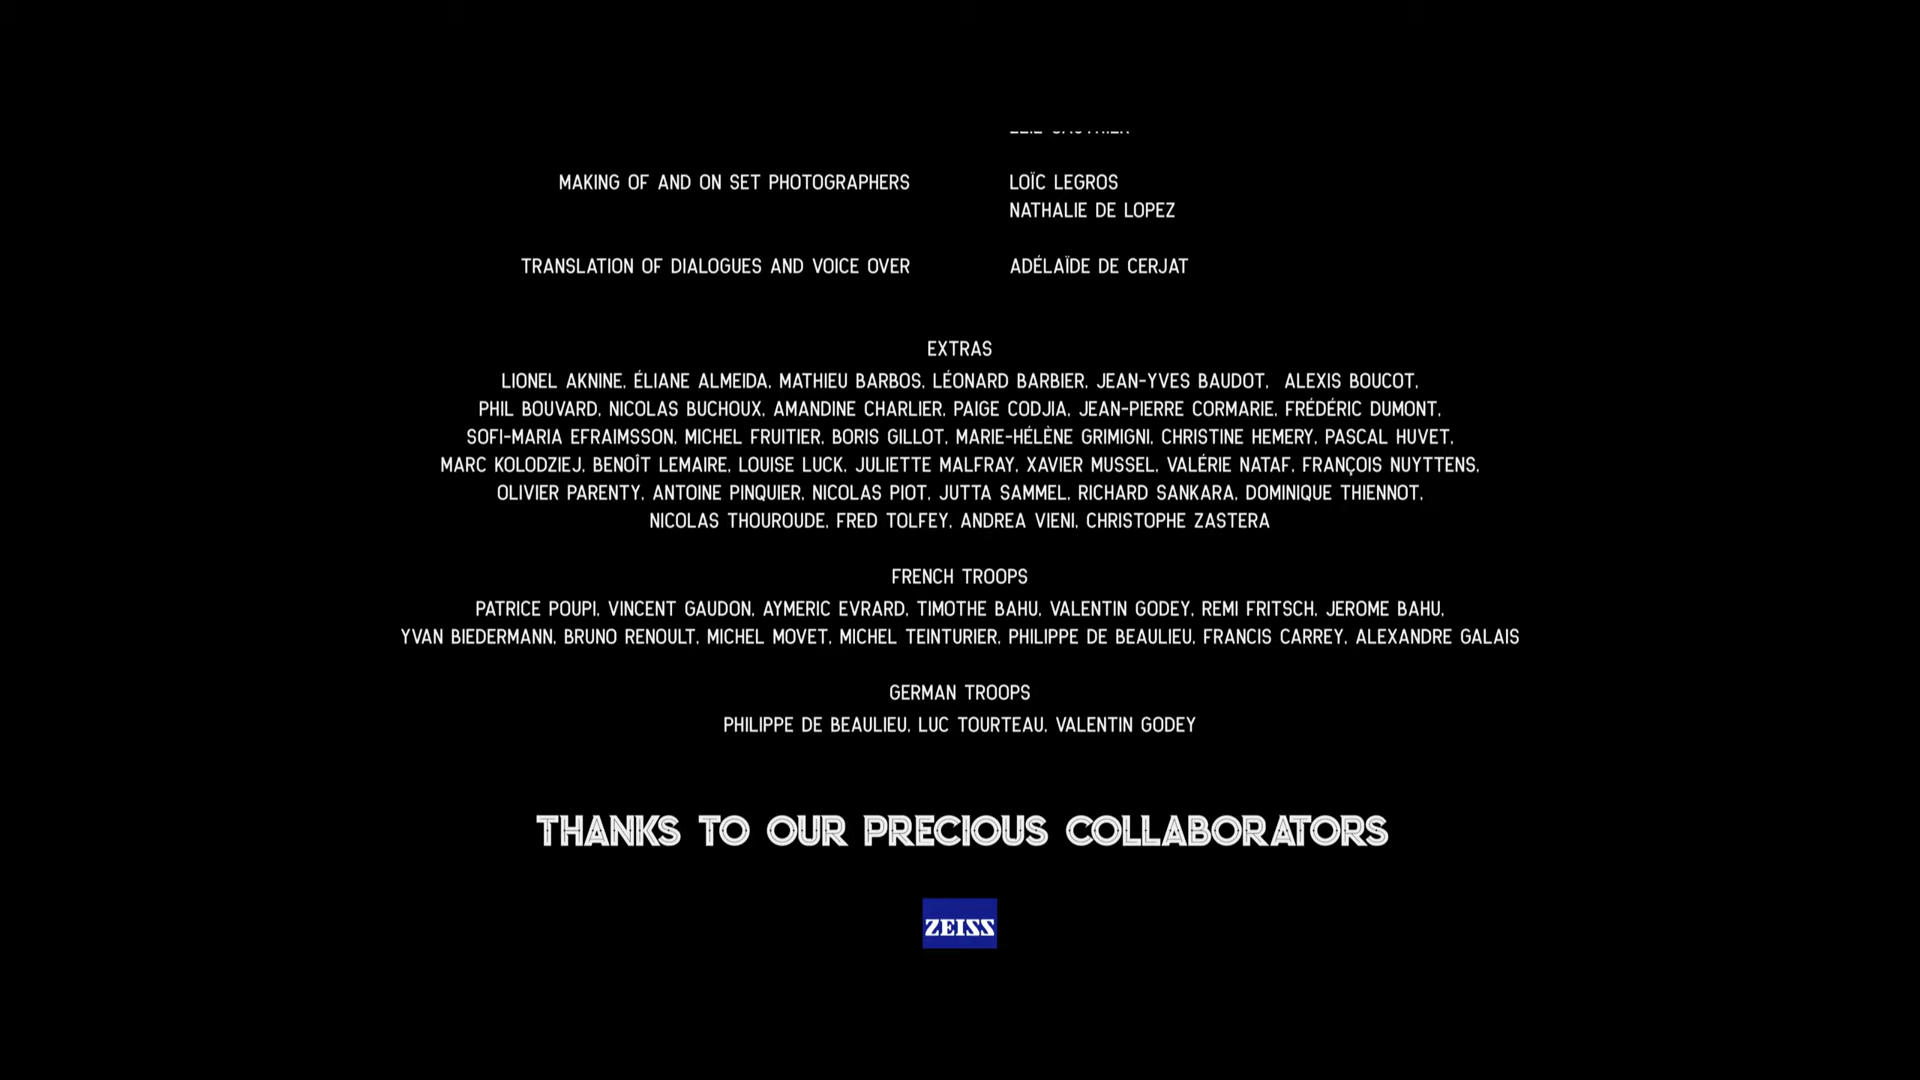 MAKING OF AND ON SET PHOTOGRAPHERS LOÏC LEGROS
NATHALIE DE LOPEZ
TRANSLATION OF DIALOGUES AND VOICE OVER ADÉLAÏDE DE CERJAT
EXTRAS
LIONEL AKNINE, ÉLIANE ALMEIDA, MATHIEU BARBOS, LÉONARD BARBIER, JEAN-YVES BAUDOT, ALEXIS BOUCOT,
PHIL BOUVARD, NICOLAS BUCHOUX, AMANDINE CHARLIER, PAIGE CODJIA, JEAN-PIERRE CORMARIE, FRÉDÉRIC DUMONT,
SOFI-MARIA EFRAIMSSON, MICHEL FRUITIER, BORIS GILLOT, MARIE-HÉLÈNE GRIMIGNI, CHRISTINE HEMERY, PASCAL HUVET,
MARC KOLODZIEJ, BENOÎT LEMAIRE, LOUISE LUCK, JULIETTE MALFRAY, XAVIER MUSSEL, VALÉRIE NATAF, FRANÇOIS NUYTTENS,
OLIVIER PARENTY, ANTOINE PINQUIER, NICOLAS PIOT, JUTTA SAMMEL, RICHARD SANKARA, DOMINIQUE THIENNOT,
NICOLAS THOUROUDE, FRED TOLFEY, ANDREA VIENI, CHRISTOPHE ZASTERA
FRENCH TROOPS
PATRICE POUPI, VINCENT GAUDON, AYMERIC EVRARD, TIMOTHE BAHU, VALENTIN GODEY, REMI FRITSCH, JEROME BAHU,
YVAN BIEDERMANN, BRUNO RENOULT, MICHEL MOVET, MICHEL TEINTURIER, PHILIPPE DE BEAULIEU, FRANCIS CARREY, ALEXANDRE GALAIS
GERMAN TROOPS
PHILIPPE DE BEAULIEU, LUC TOURTEAU, VALENTIN GODEY
THANKS TO OUR PRECIOUS COLLABORATORS
ZEISS